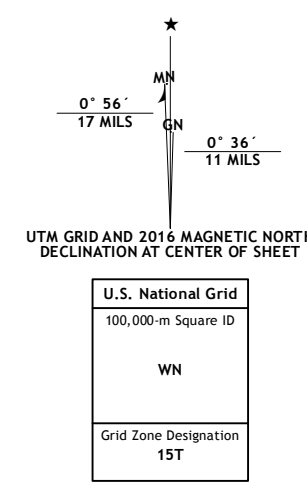 ★
MN
0° 56´
17 MILS
GN
0° 36´
11 MILS
UTM GRID AND 2016 MAGNETIC NORTH
DECLINATION AT CENTER OF SHEET
U.S. National Grid
100,000-m Square ID
WN
Grid Zone Designation
15T